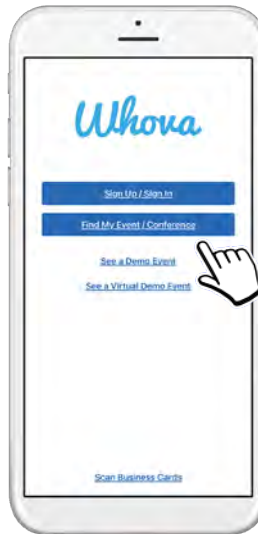 Whova
Sign Up / Sign In
Find My Event / Conference
See a Demo Event
See a Virtual Demo Event
Scan Business Cards